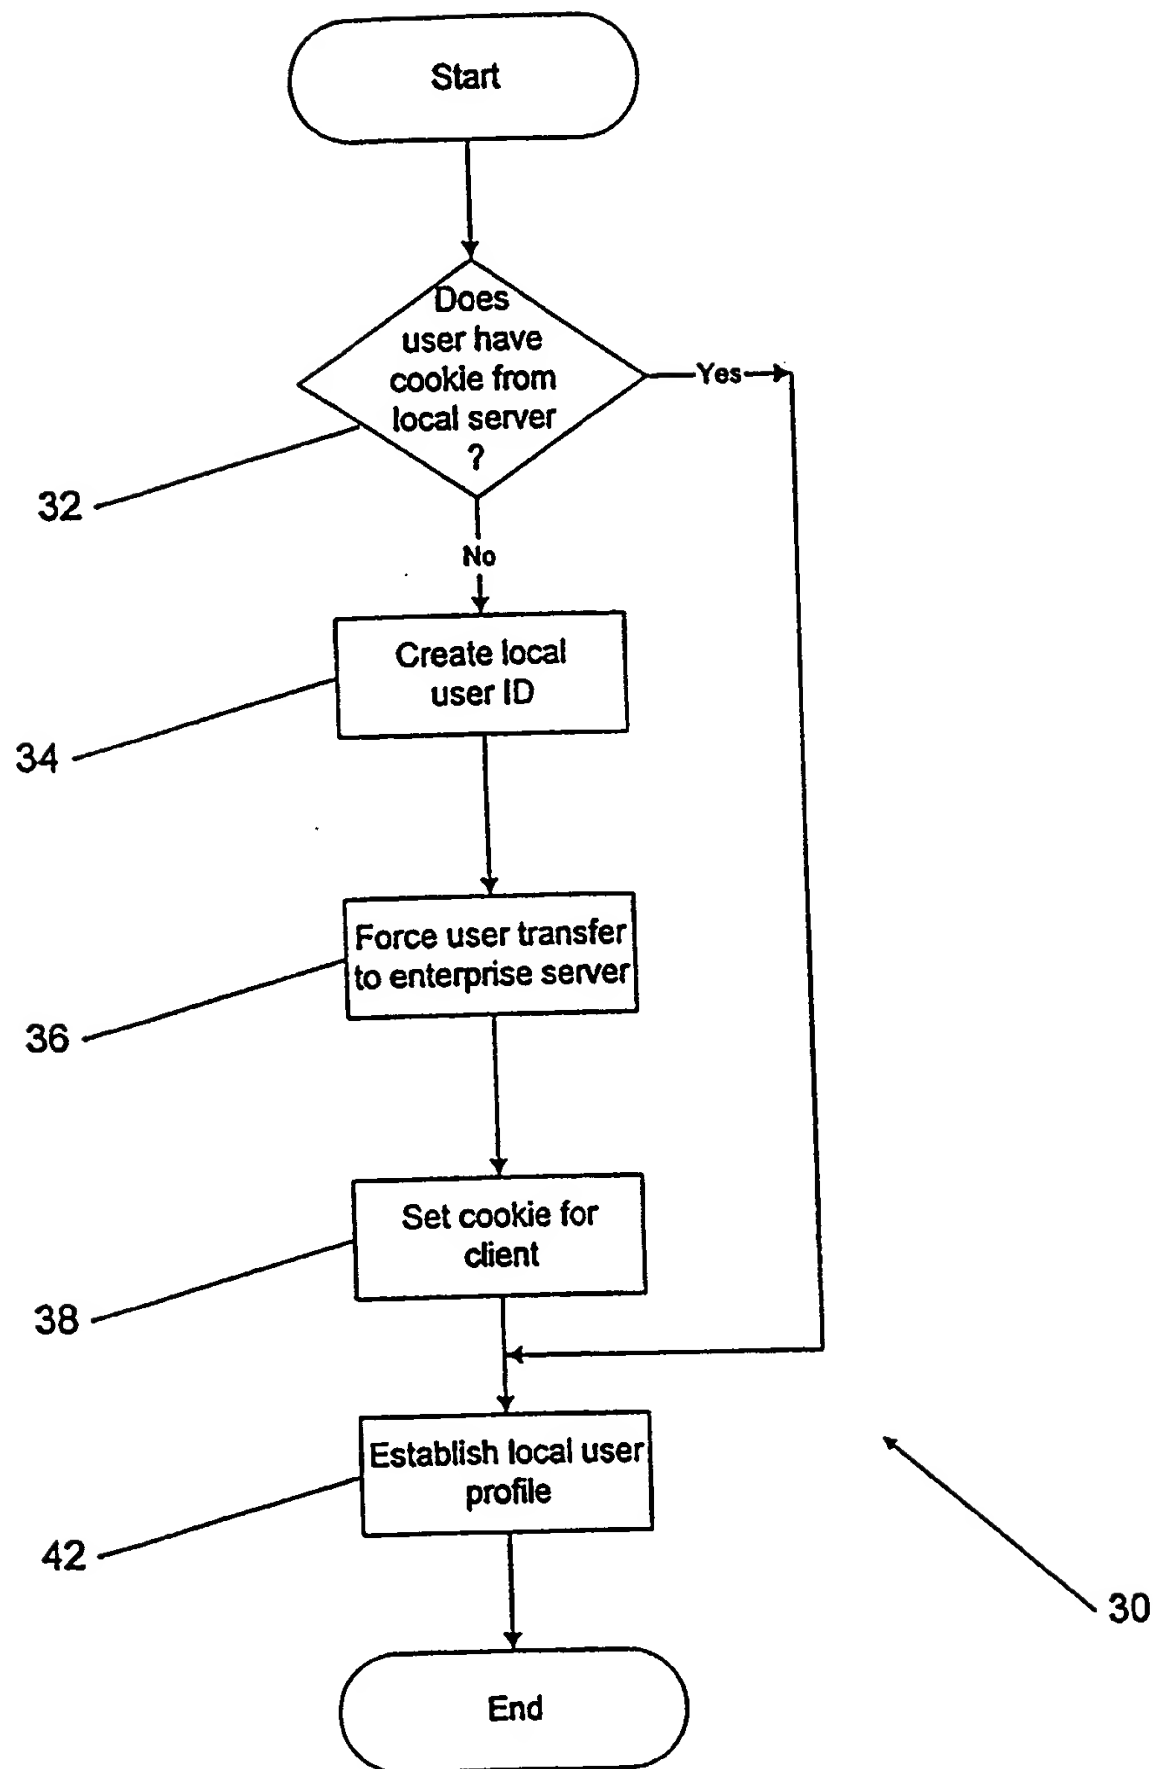 Start
Does
user have
cookie from
local server
?
Yes
32
No
Create local
user ID
34
Force user transfer
to enterprise server
36
Set cookie for
client
38
Establish local user
profile
42
30
End